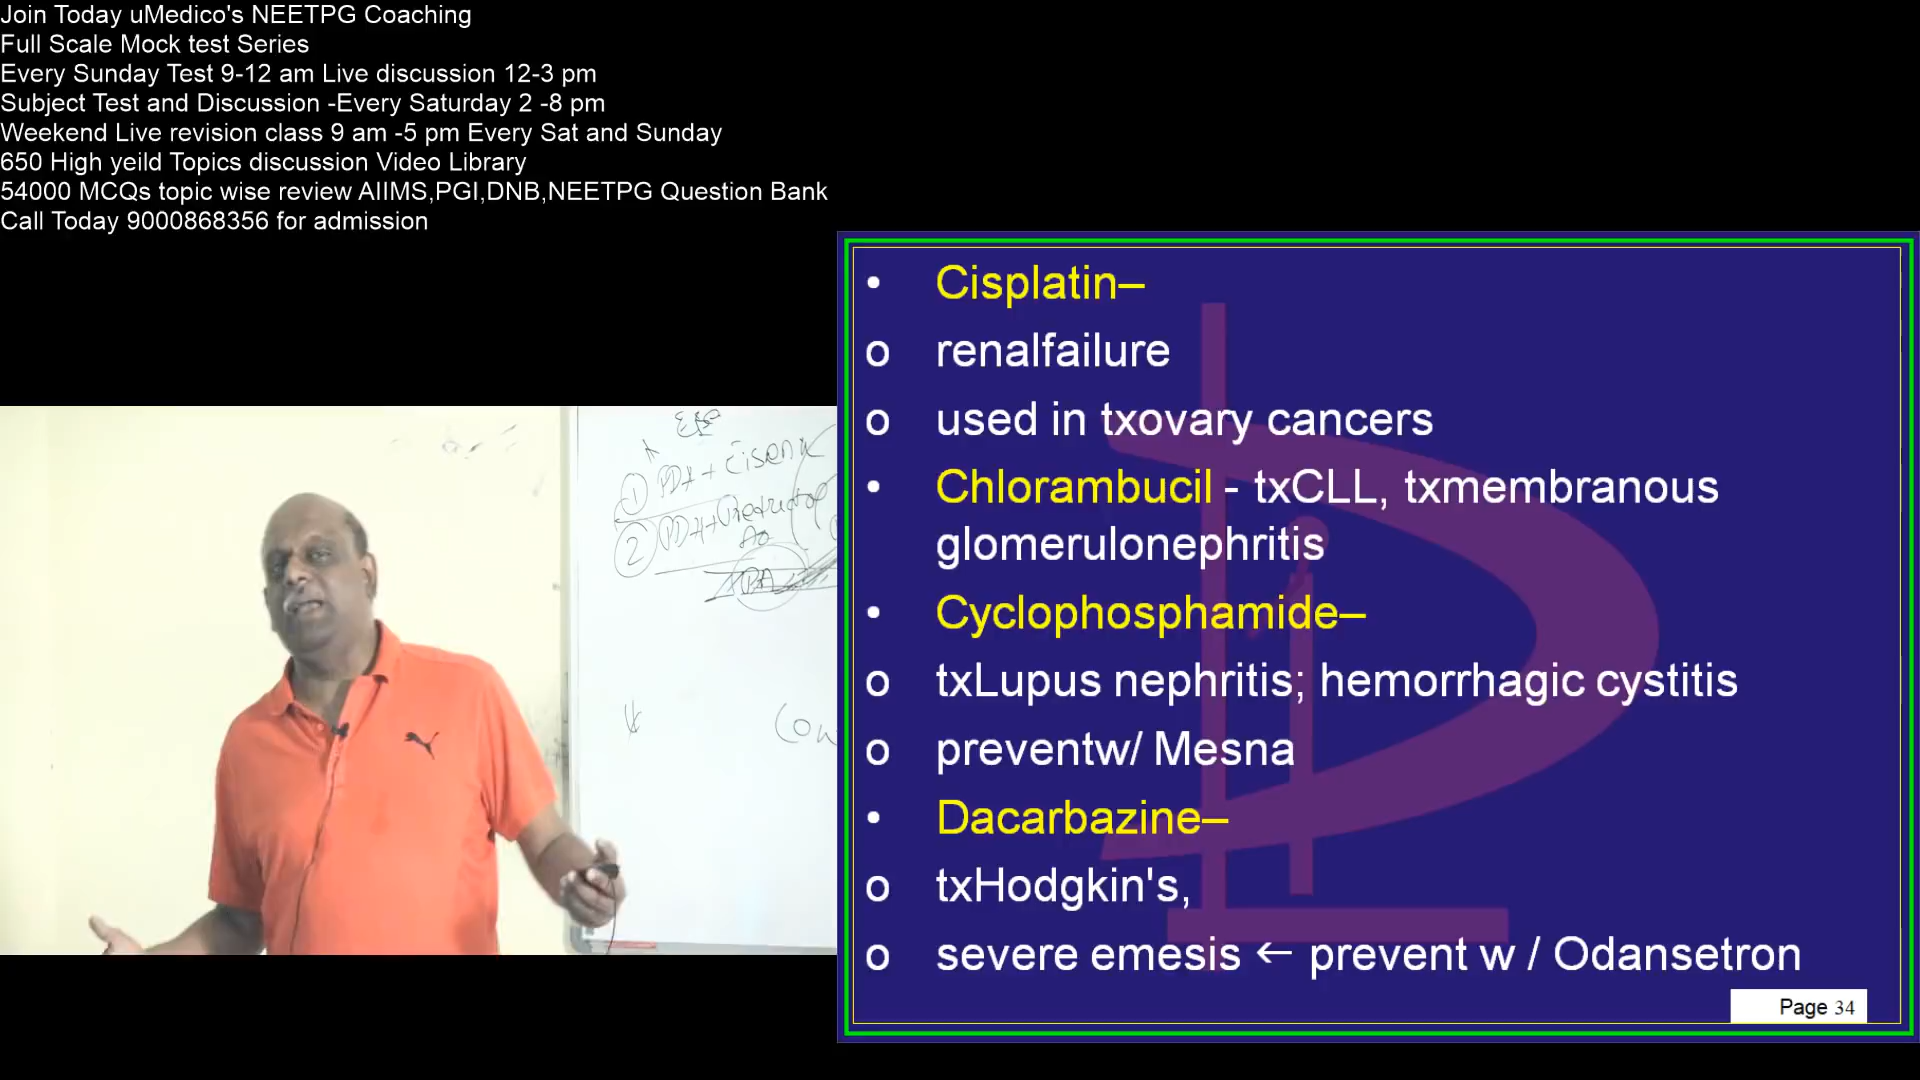 Join Today uMedico's NEETPG Coaching
Full Scale Mock test Series
Every Sunday Test 9-12 am Live discussion 12-3 pm
Subject Test and Discussion -Every Saturday 2 -8 pm
Weekend Live revision class 9 am -5 pm Every Sat and Sunday
650 High yeild Topics discussion Video Library
54000 MCQs topic wise review AIIMS,PGI,DNB,NEETPG Question Bank
Call Today 9000868356 for admission
• Cisplatin–
o renalfailure
o used in txovary cancers
• Chlorambucil - txCLL, txmembranous
glomerulonephritis
• Cyclophosphamide–
o txLupus nephritis; hemorrhagic cystitis
o preventw/ Mesna
• Dacarbazine–
o txHodgkin's,
o severe emesis ← prevent w / Odansetron
Page 34
① PDA +
② PDA +